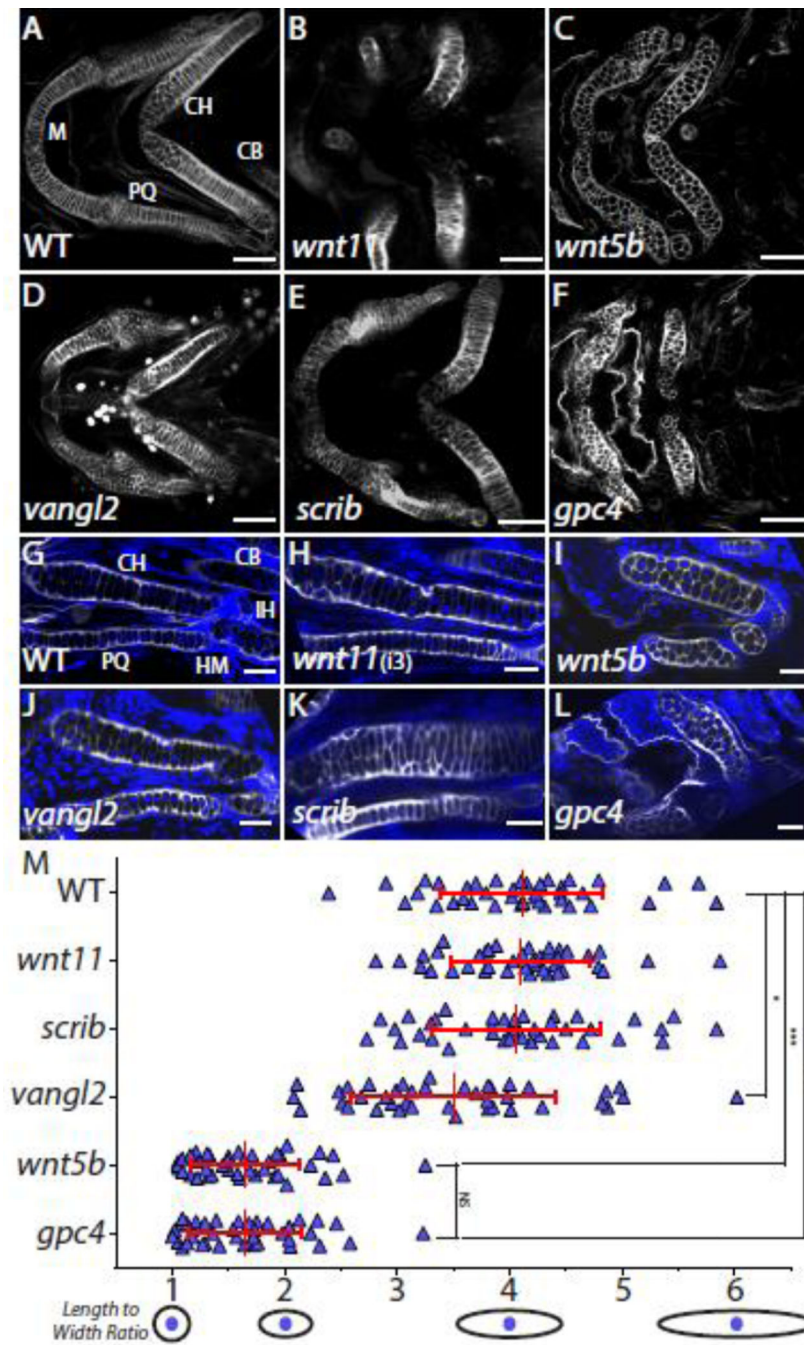 A
B
C
M
CH
CB
PQ
WT
wnt11
wnt5b
D
E
F
vangl2
scrib
gpc4
G
H
I
CH
CB
IH
PQ
HM
WT
wnt11(i3)
wnt5b
J
K
L
vangl2
scrib
gpc4
M
WT
wnt11
scrib
vangl2
wnt5b
gpc4
*
***
NS
1 2 3 4 5 6
Length to
Width Ratio